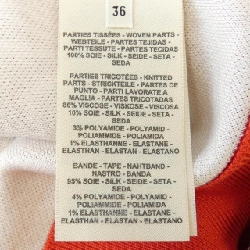 36
PARTIES TISSÉES - WOVEN PARTS -
WEBTEILE - PARTES TEJIDAS -
PARTI TESSUTE - PARTES TECIDAS
100% SOIE - SILK - SEIDE - SETA -
SEDA
PARTIES TRICOTÉES - KNITTED
PARTS - STRICKTEILE - PARTES DE
PUNTO - PARTI LAVORATE A
MAGLIA - PARTES TRICOTADAS
86% VISCOSE - VISKOSE - VISCOSA
10% SOIE - SILK - SEIDE - SETA -
SEDA
3% POLYAMIDE - POLYAMID -
POLIAMMIDE - POLIAMIDA
1% ELASTHANNE - ELASTANE -
ELASTHAN - ELASTAN - ELASTANO
BANDE - TAPE - NAHTBAND -
NASTRO - BANDA
95% SOIE - SILK - SEIDE - SETA -
SEDA
4% POLYAMIDE - POLYAMID -
POLIAMMIDE - POLIAMIDA
1% ELASTHANNE - ELASTANE -
ELASTHAN - ELASTAN - ELASTANO